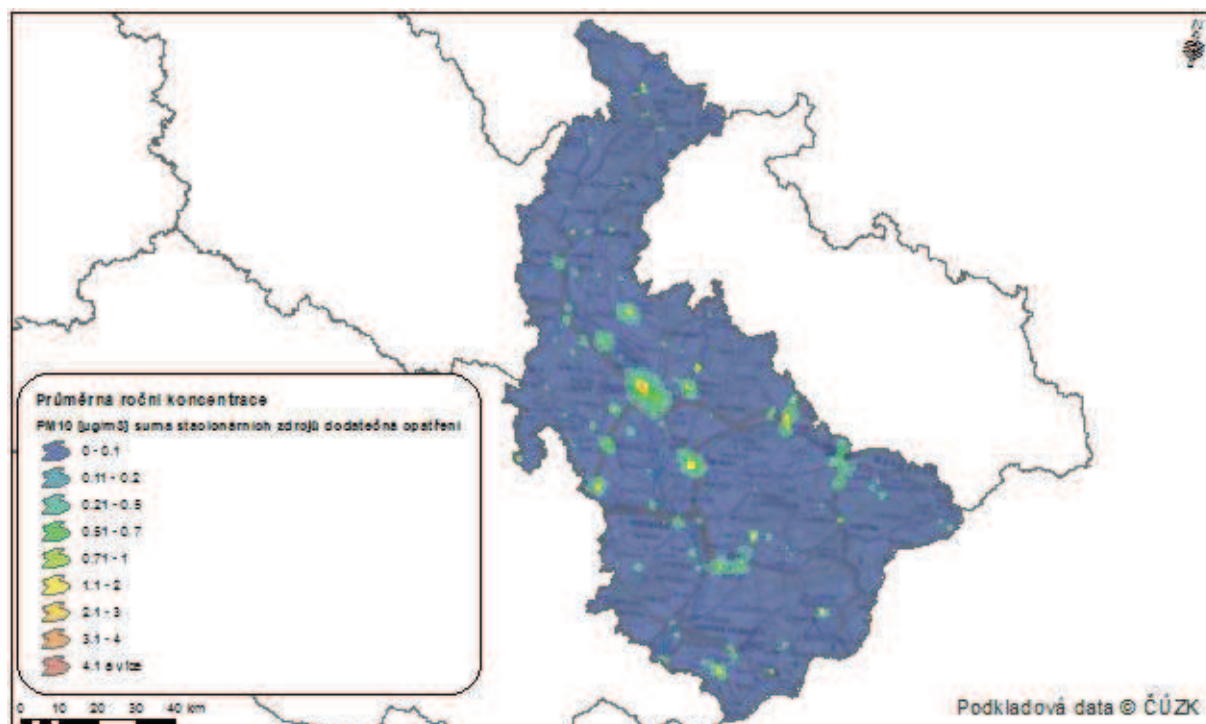 Průměrná roční koncentrace
PM10 [µg/m3] suma stacionárních zdrojů dodatečná opatření
0 - 0.1
0.11 - 0.2
0.21 - 0.5
0.51 - 0.7
0.71 - 1
1.1 - 2
2.1 - 3
3.1 - 4
4.1 a více
0 10 20 30 40 km
Podkladová data © ČÚZK